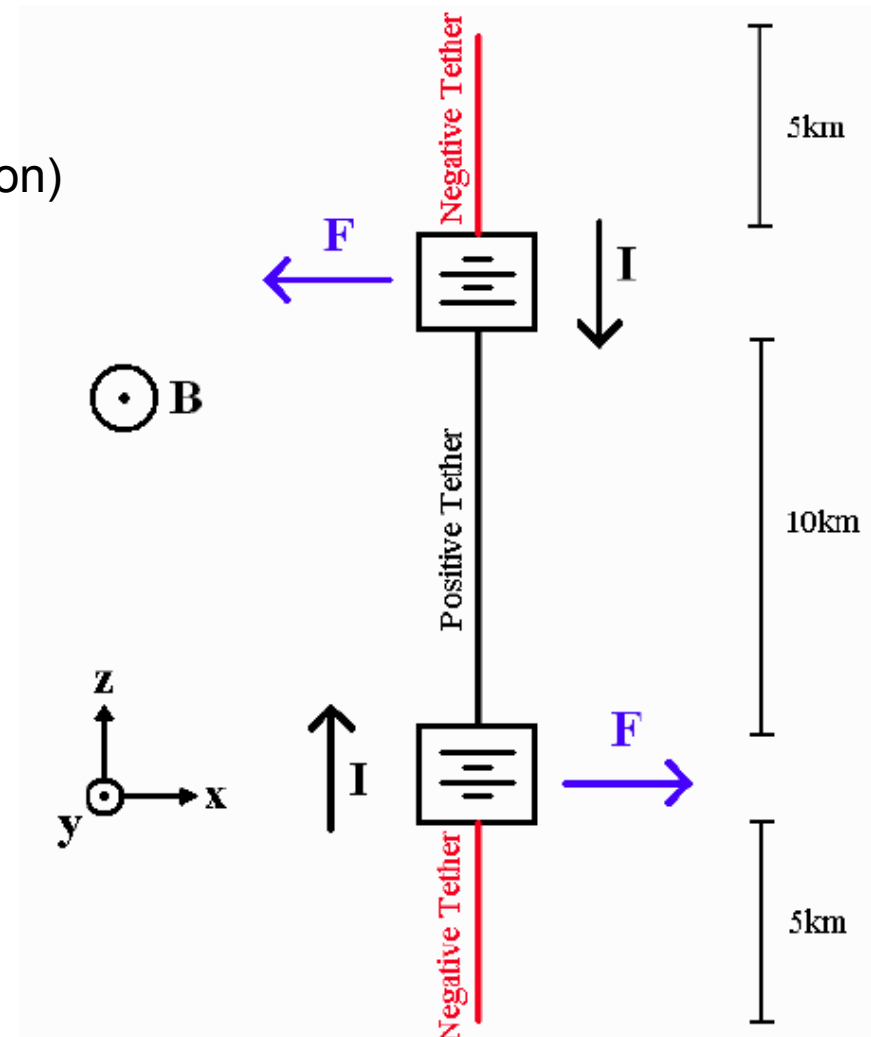 Negative Tether
5km
on)
F
I
B
Positive Tether
10km
z
F
I
x
y
Negative Tether
5km